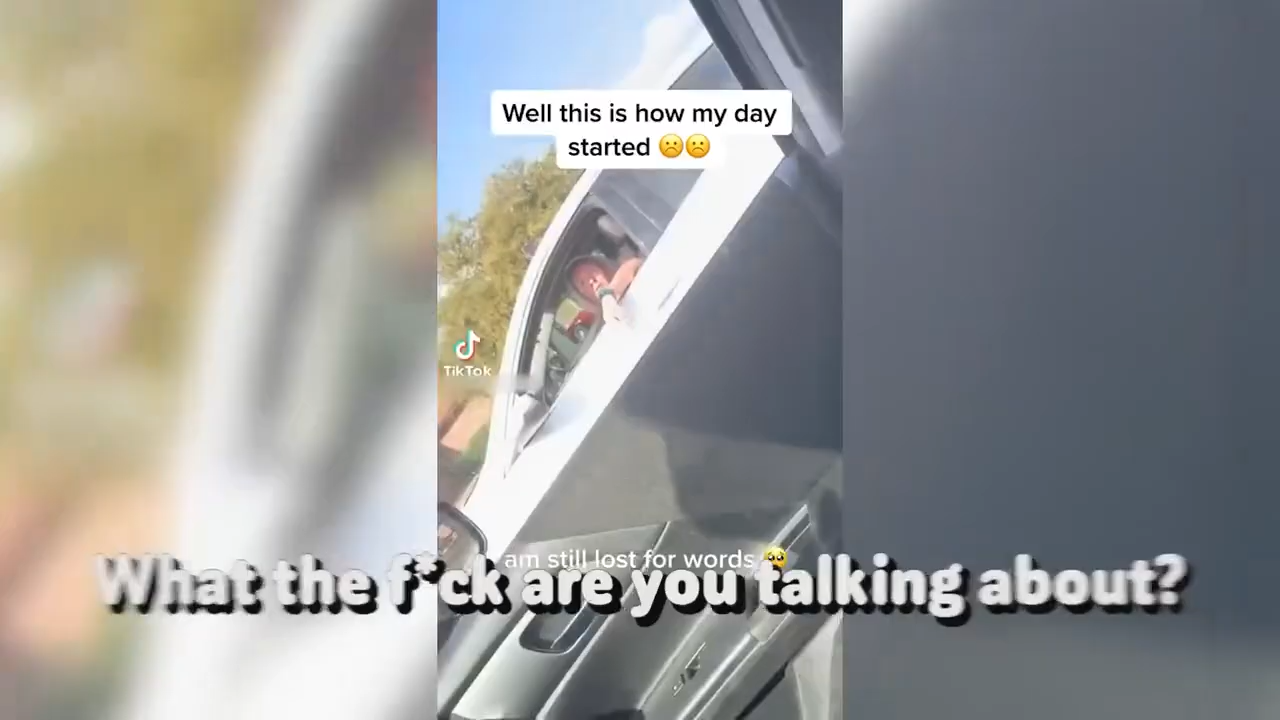 Well this is how my day
started ☹️☹️
TikTok
am still lost for words 🥺
What the f*ck are you talking about?